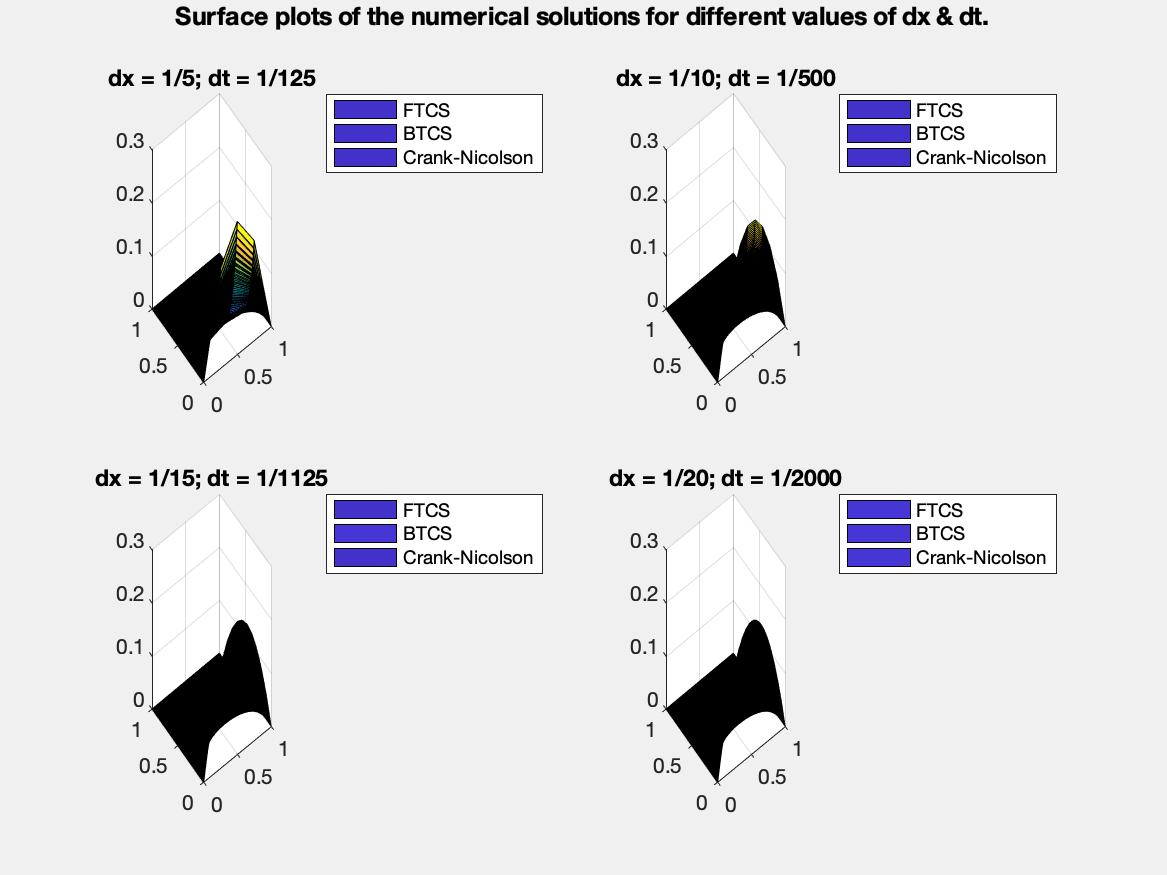 Surface plots of the numerical solutions for different values of dx & dt.
dx = 1/5; dt = 1/125
FTCS
BTCS
Crank-Nicolson
0.3
0.2
0.1
0
1
0.5
0
0
0.5
1
dx = 1/10; dt = 1/500
FTCS
BTCS
Crank-Nicolson
0.3
0.2
0.1
0
1
0.5
0
0
0.5
1
dx = 1/15; dt = 1/1125
FTCS
BTCS
Crank-Nicolson
0.3
0.2
0.1
0
1
0.5
0
0
0.5
1
dx = 1/20; dt = 1/2000
FTCS
BTCS
Crank-Nicolson
0.3
0.2
0.1
0
1
0.5
0
0
0.5
1